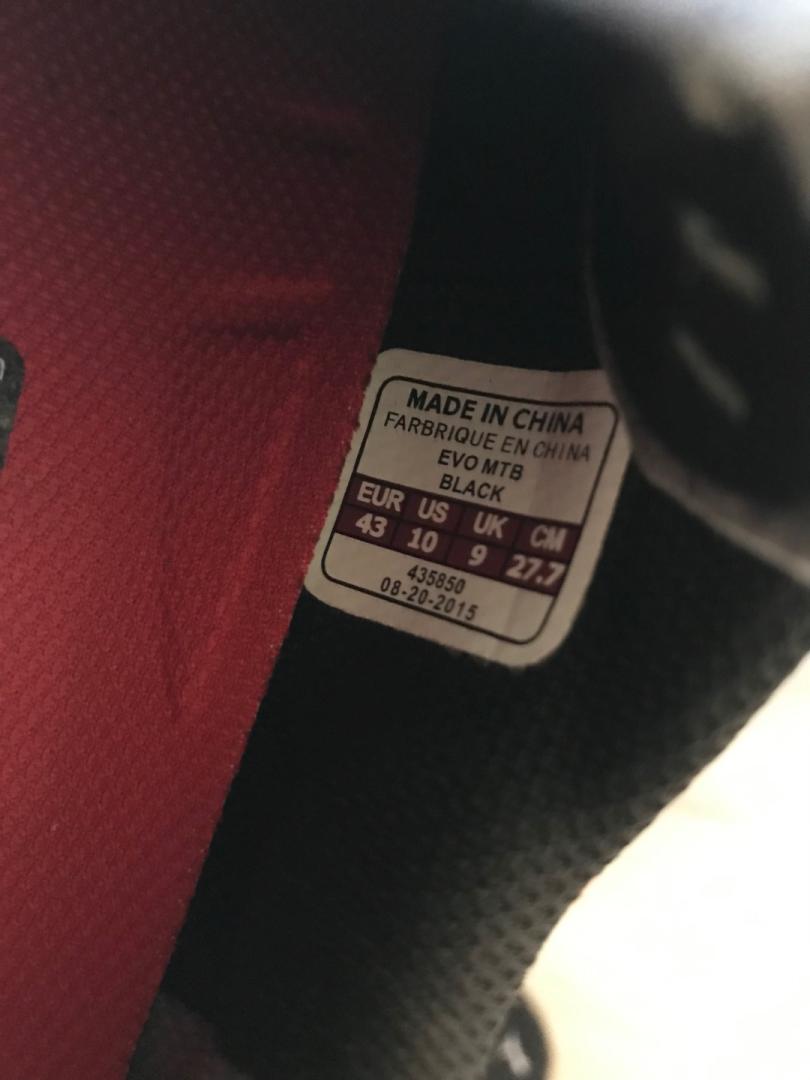 MADE IN CHINA
FARBRIQUE EN CHINA
EVO MTB
BLACK
EUR US UK CM
43 10 9 27.7
435850
08-20-2015